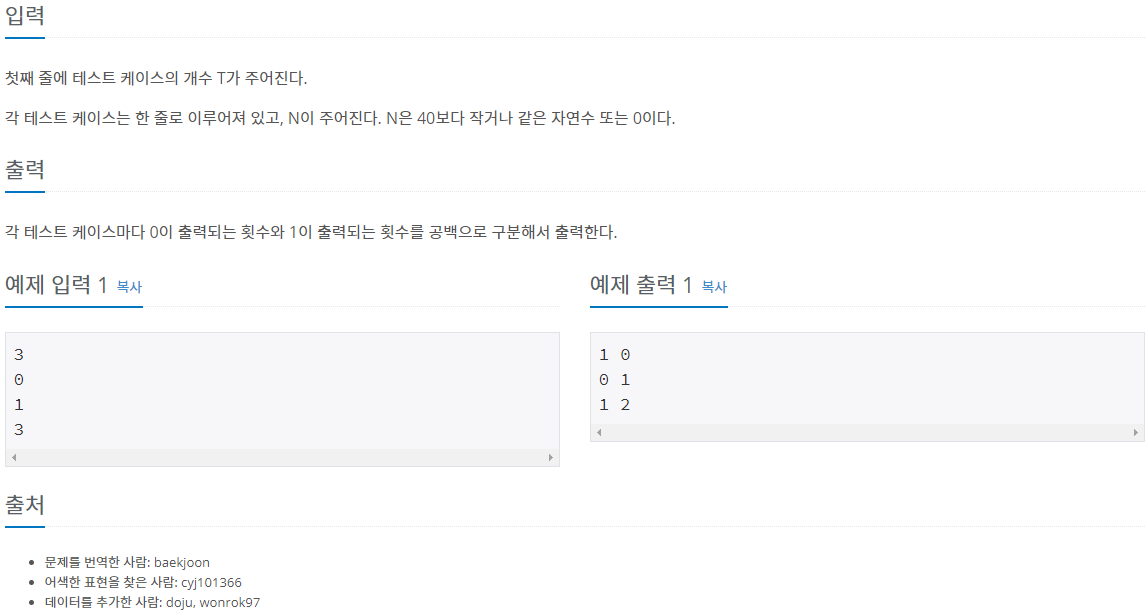 입력
첫째 줄에 테스트 케이스의 개수 T가 주어진다.
각 테스트 케이스는 한 줄로 이루어져 있고, N이 주어진다. N은 40보다 작거나 같은 자연수 또는 0이다.
출력
각 테스트 케이스마다 0이 출력되는 횟수와 1이 출력되는 횟수를 공백으로 구분해서 출력한다.
예제 입력 1 복사
3
0
1
3
예제 출력 1 복사
1 0
0 1
1 2
출처
문제를 번역한 사람: baekjoon
어색한 표현을 찾은 사람: cyj101366
데이터를 추가한 사람: doju, wonrok97